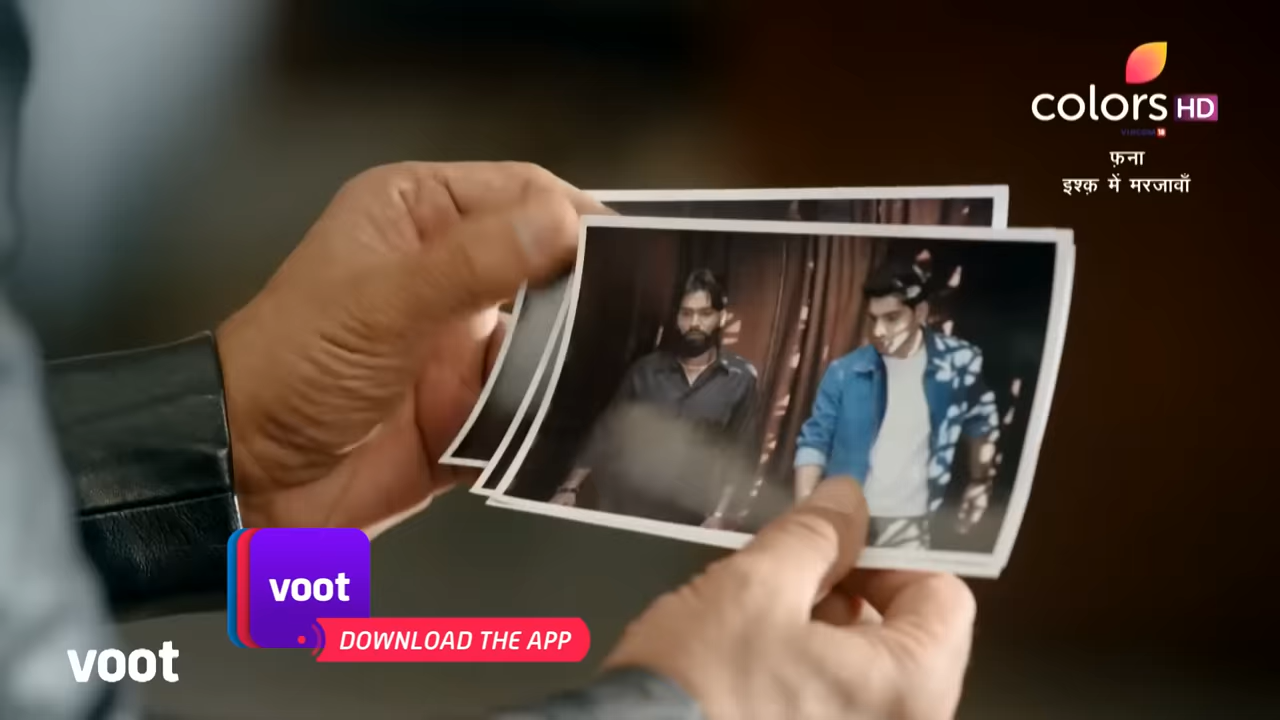 colors HD
VIACOM 18
फ़ना
इश्क़ में मरजावाँ
voot
DOWNLOAD THE APP
voot